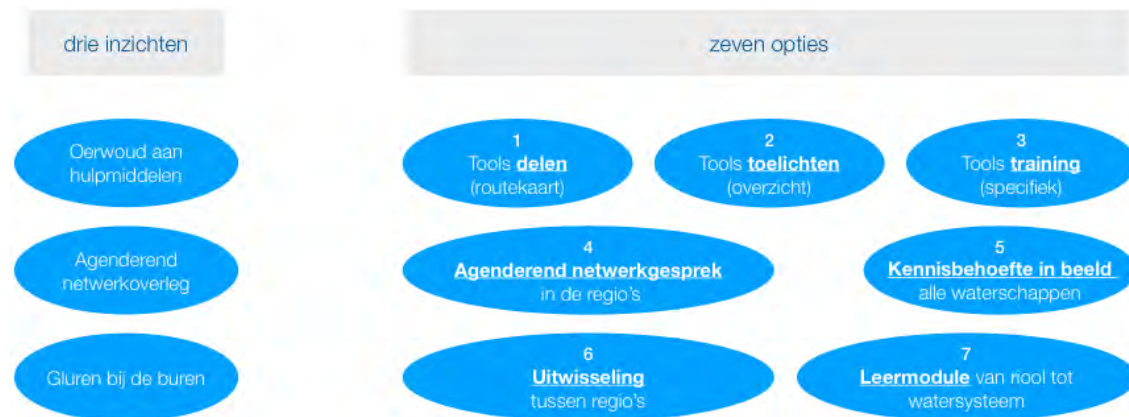 drie inzichten
zeven opties
Oerwoud aan
hulpmiddelen
1
Tools delen
(routekaart)
2
Tools toelichten
(overzicht)
3
Tools training
(specifiek)
Agenderend
netwerkoverleg
4
Agenderend netwerkgesprek
in de regio's
5
Kennisbehoefte in beeld
alle waterschappen
Gluren bij de buren
6
Uitwisseling
tussen regio's
7
Leermodule van riool tot
watersysteem